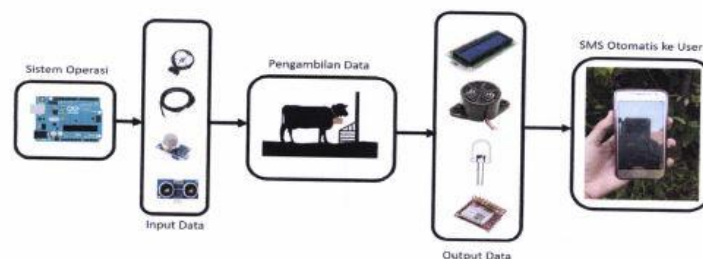 Sistem Operasi
Input Data
Pengambilan Data
Output Data
SMS Otomatis ke User